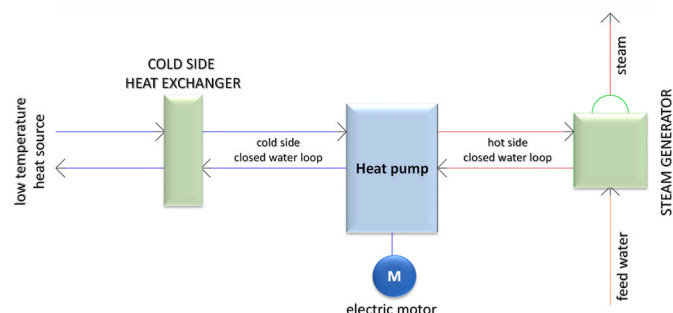 COLD SIDE
HEAT EXCHANGER
low temperature
heat source
cold side
closed water loop
Heat pump
hot side
closed water loop
steam
STEAM GENERATOR
feed water
M
electric motor